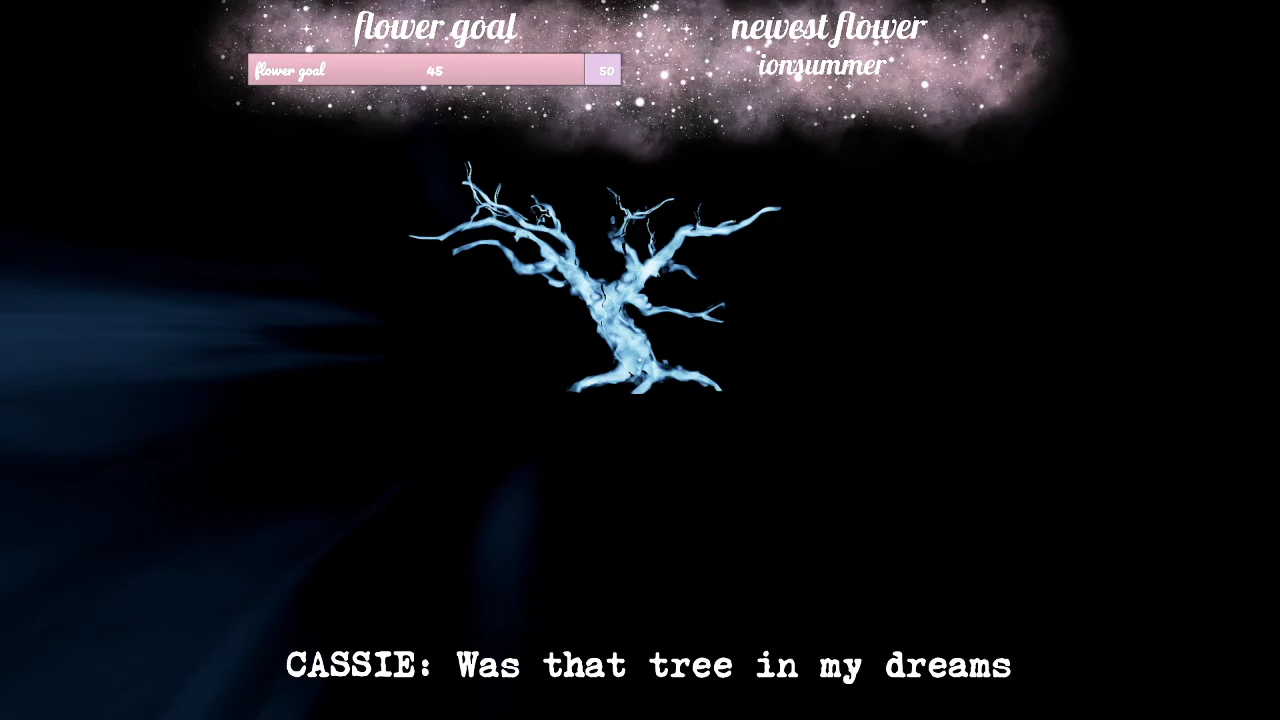 flower goal
newest flower
flower goal 45 50
ionsummer
CASSIE: Was that tree in my dreams